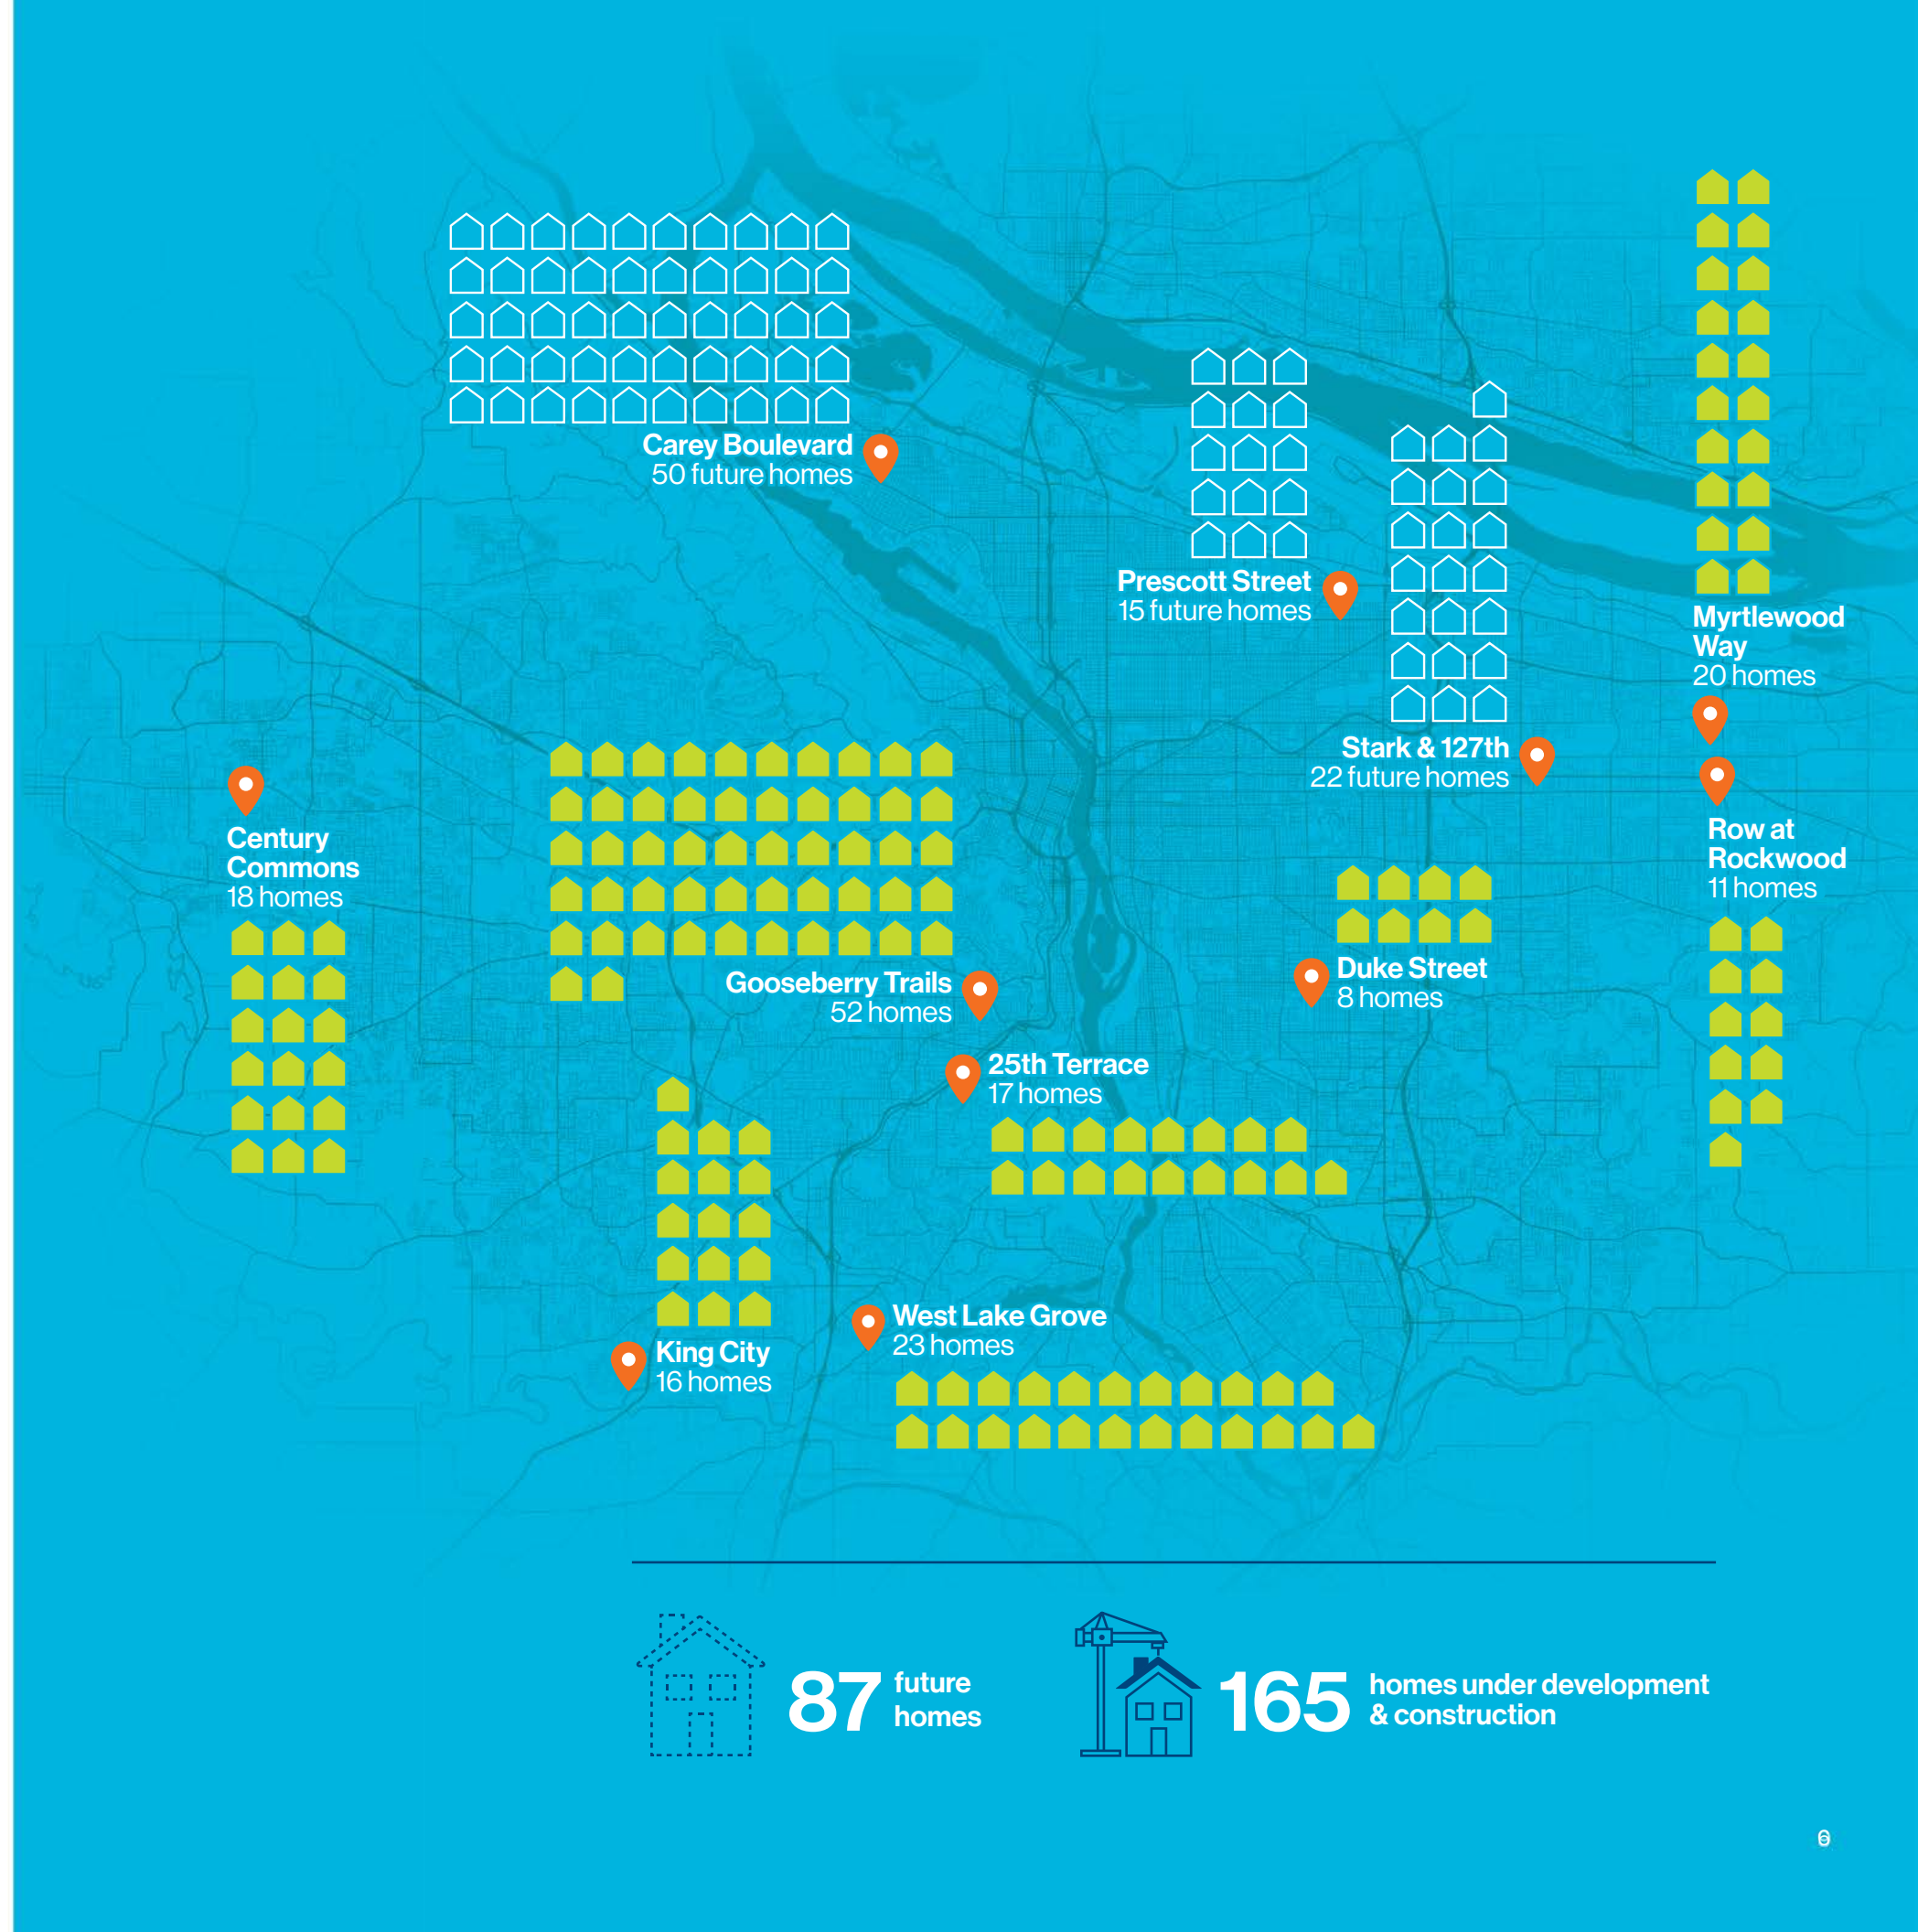 Carey Boulevard
50 future homes
Prescott Street
15 future homes
Myrtlewood
Way
20 homes
Stark & 127th
22 future homes
Century
Commons
18 homes
Row at
Rockwood
11 homes
Gooseberry Trails
52 homes
Duke Street
8 homes
25th Terrace
17 homes
West Lake Grove
23 homes
King City
16 homes
87 future
homes
165 homes under development
& construction